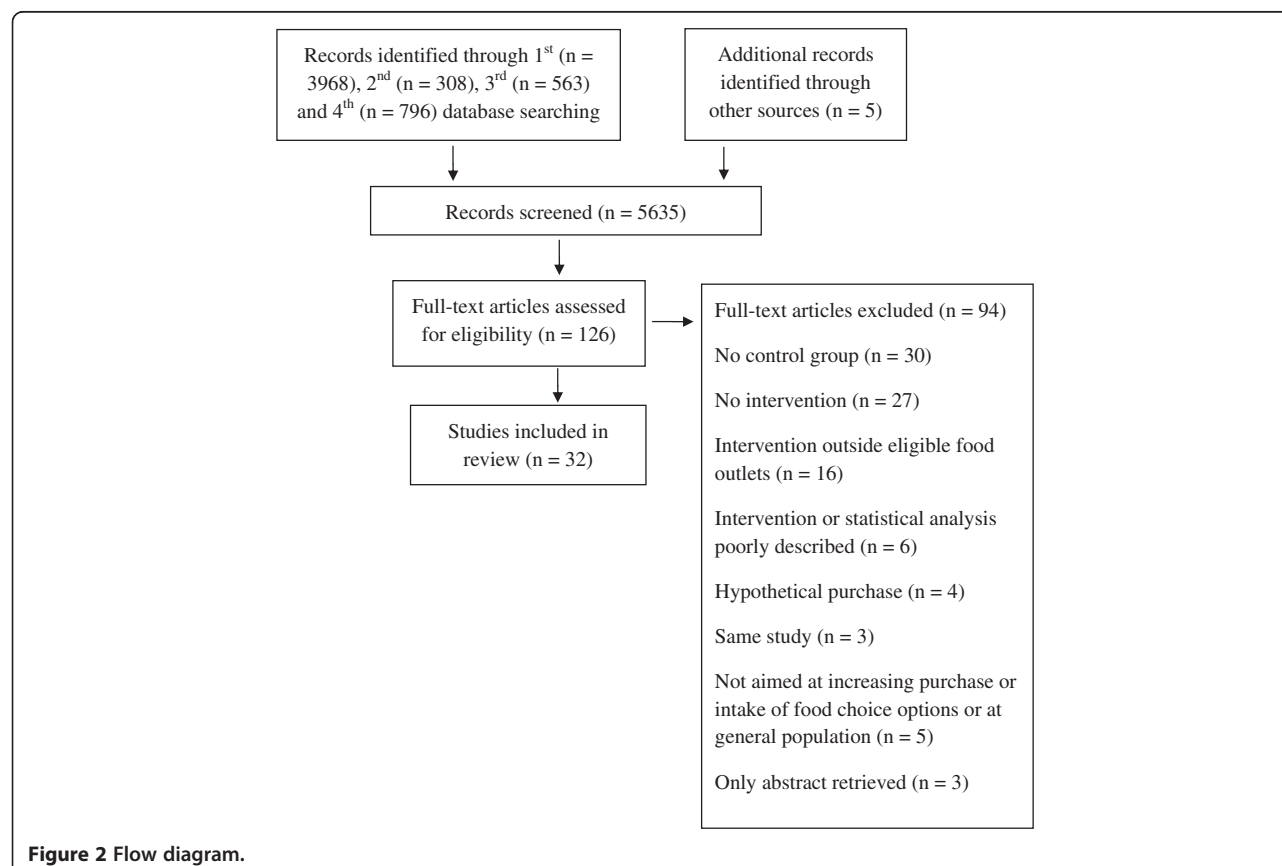 Records identified through 1st (n =
3968), 2nd (n = 308), 3rd (n = 563)
and 4th (n = 796) database searching
Additional records
identified through
other sources (n = 5)
Records screened (n = 5635)
Full-text articles assessed
for eligibility (n = 126)
Full-text articles excluded (n = 94)
No control group (n = 30)
No intervention (n = 27)
Intervention outside eligible food
outlets (n = 16)
Intervention or statistical analysis
poorly described (n = 6)
Hypothetical purchase (n = 4)
Same study (n = 3)
Not aimed at increasing purchase or
intake of food choice options or at
general population (n = 5)
Only abstract retrieved (n = 3)
Studies included in
review (n = 32)
Figure 2 Flow diagram.